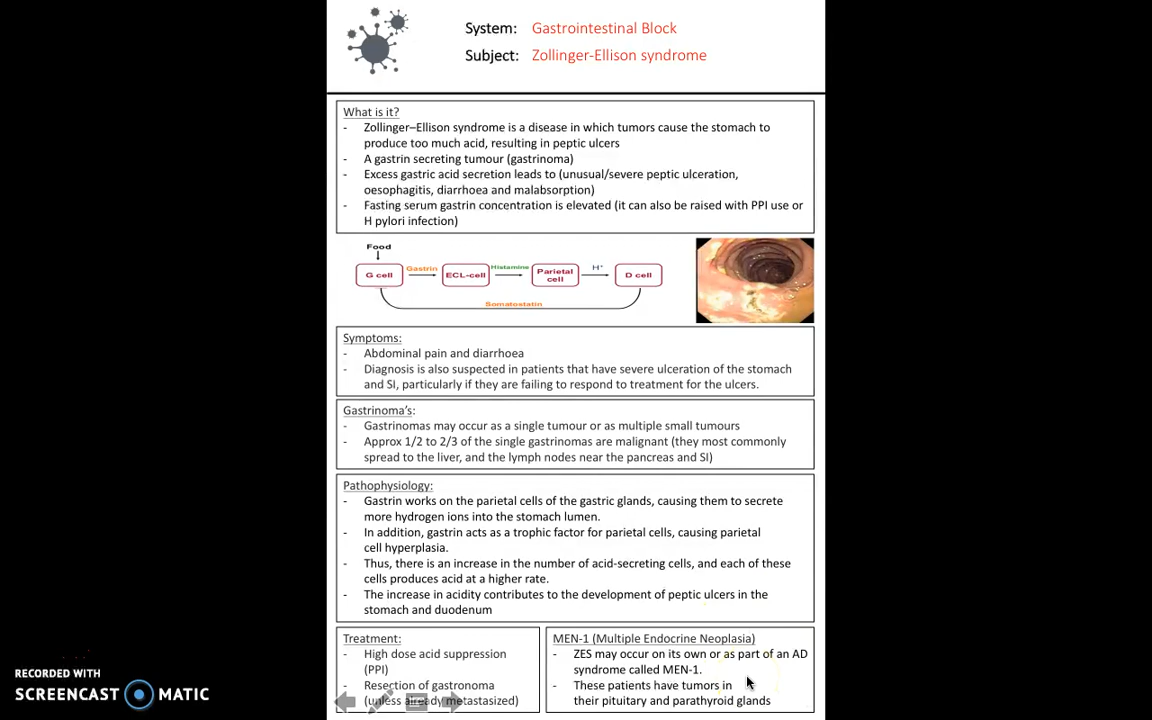 System: Gastrointestinal Block
Subject: Zollinger-Ellison syndrome
What is it?
- Zollinger–Ellison syndrome is a disease in which tumors cause the stomach to
produce too much acid, resulting in peptic ulcers
- A gastrin secreting tumour (gastrinoma)
- Excess gastric acid secretion leads to (unusual/severe peptic ulceration,
oesophagitis, diarrhoea and malabsorption)
- Fasting serum gastrin concentration is elevated (it can also be raised with PPI use or
H pylori infection)
Food
G cell Gastrin ECL-cell Histamine Parietal cell H+ D cell
Somatostatin
Symptoms:
- Abdominal pain and diarrhoea
- Diagnosis is also suspected in patients that have severe ulceration of the stomach
and SI, particularly if they are failing to respond to treatment for the ulcers.
Gastrinoma's:
- Gastrinomas may occur as a single tumour or as multiple small tumours
- Approx 1/2 to 2/3 of the single gastrinomas are malignant (they most commonly
spread to the liver, and the lymph nodes near the pancreas and SI)
Pathophysiology:
- Gastrin works on the parietal cells of the gastric glands, causing them to secrete
more hydrogen ions into the stomach lumen.
- In addition, gastrin acts as a trophic factor for parietal cells, causing parietal
cell hyperplasia.
- Thus, there is an increase in the number of acid-secreting cells, and each of these
cells produces acid at a higher rate.
- The increase in acidity contributes to the development of peptic ulcers in the
stomach and duodenum
Treatment:
- High dose acid suppression
(PPI)
- Resection of gastronoma
(unless already metastasized)
MEN-1 (Multiple Endocrine Neoplasia)
- ZES may occur on its own or as part of an AD
syndrome called MEN-1.
- These patients have tumors in
their pituitary and parathyroid glands
RECORDED WITH
SCREENCAST MATIC